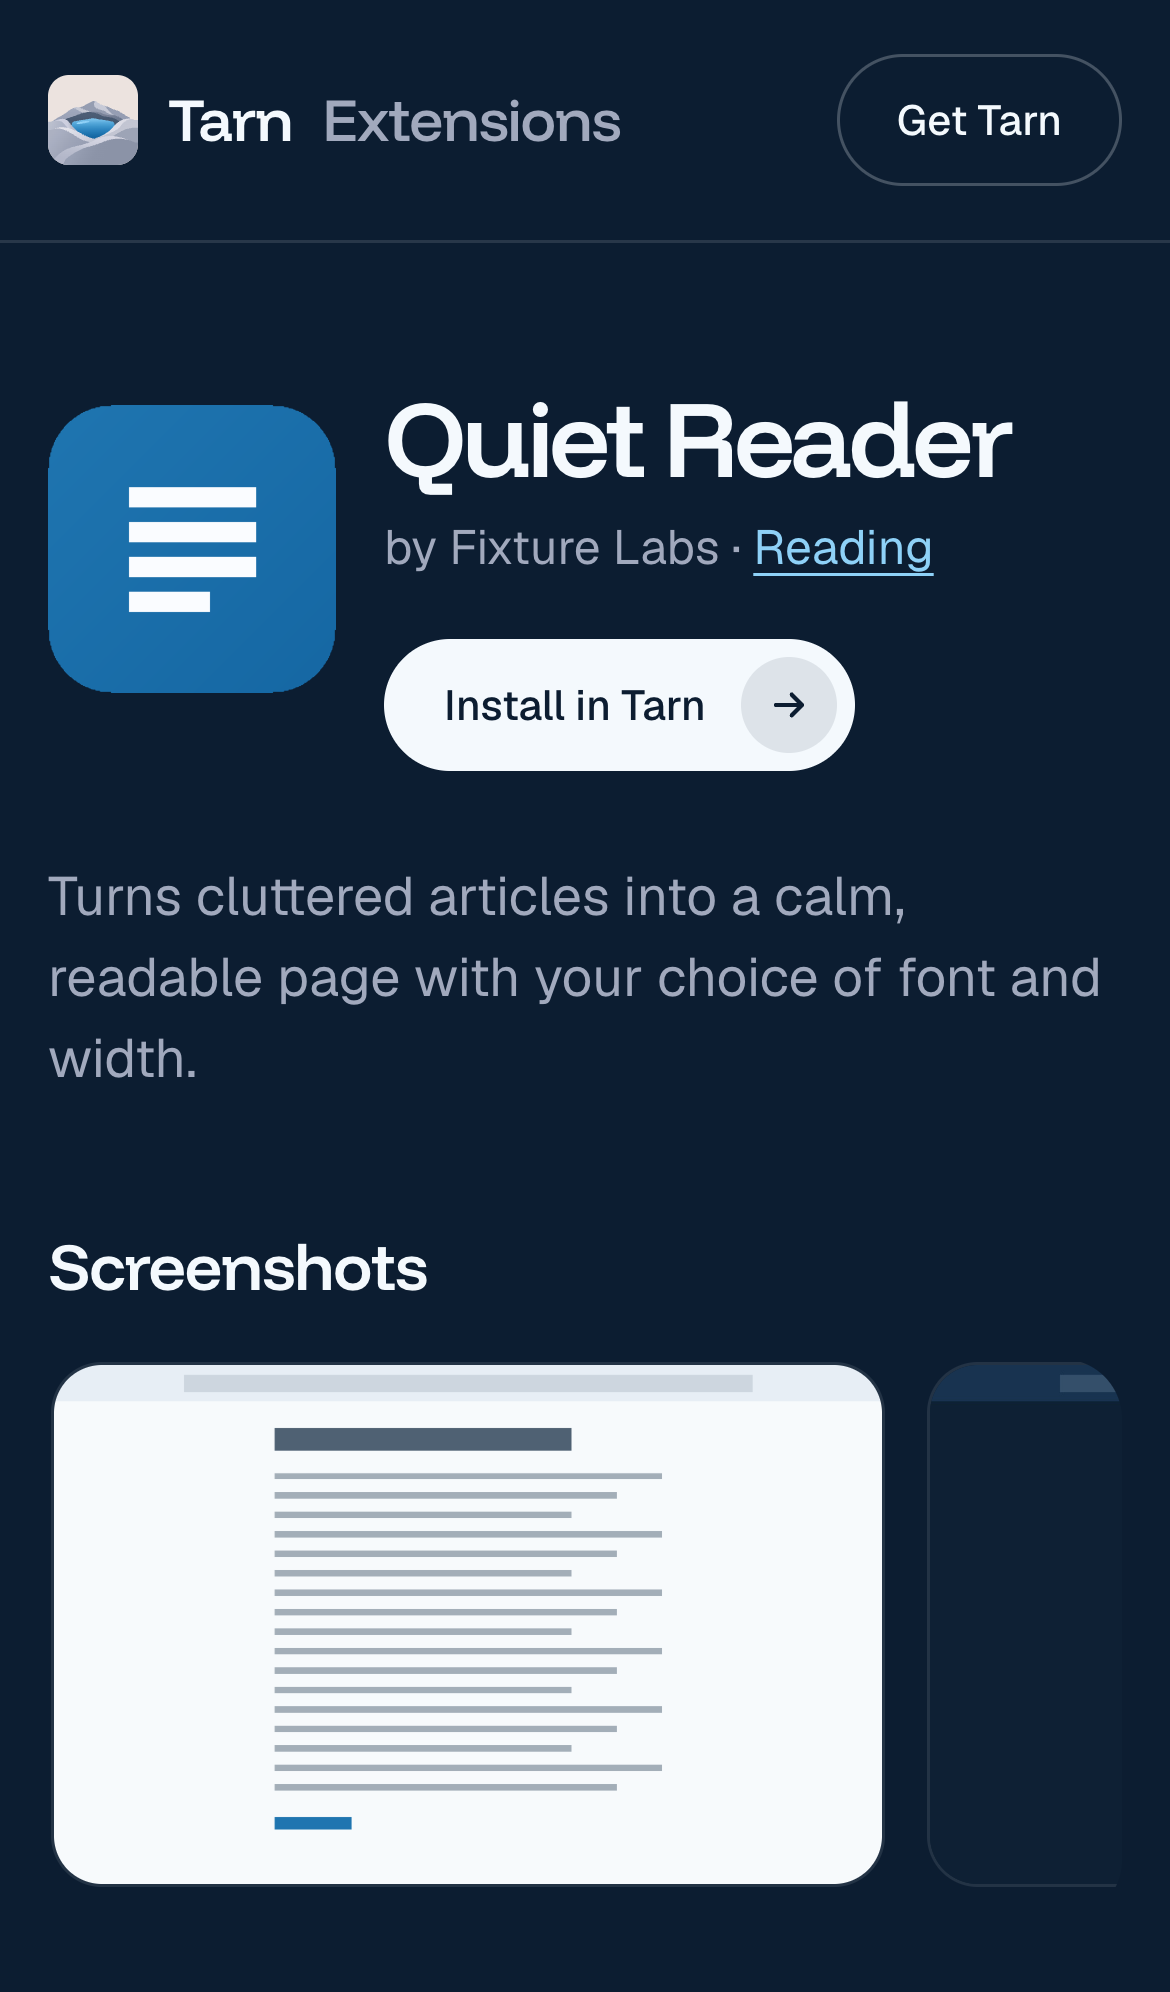 Tarn Extensions
Get Tarn
Quiet Reader
by Fixture Labs · Reading
Install in Tarn
Turns cluttered articles into a calm,
readable page with your choice of font and
width.
Screenshots